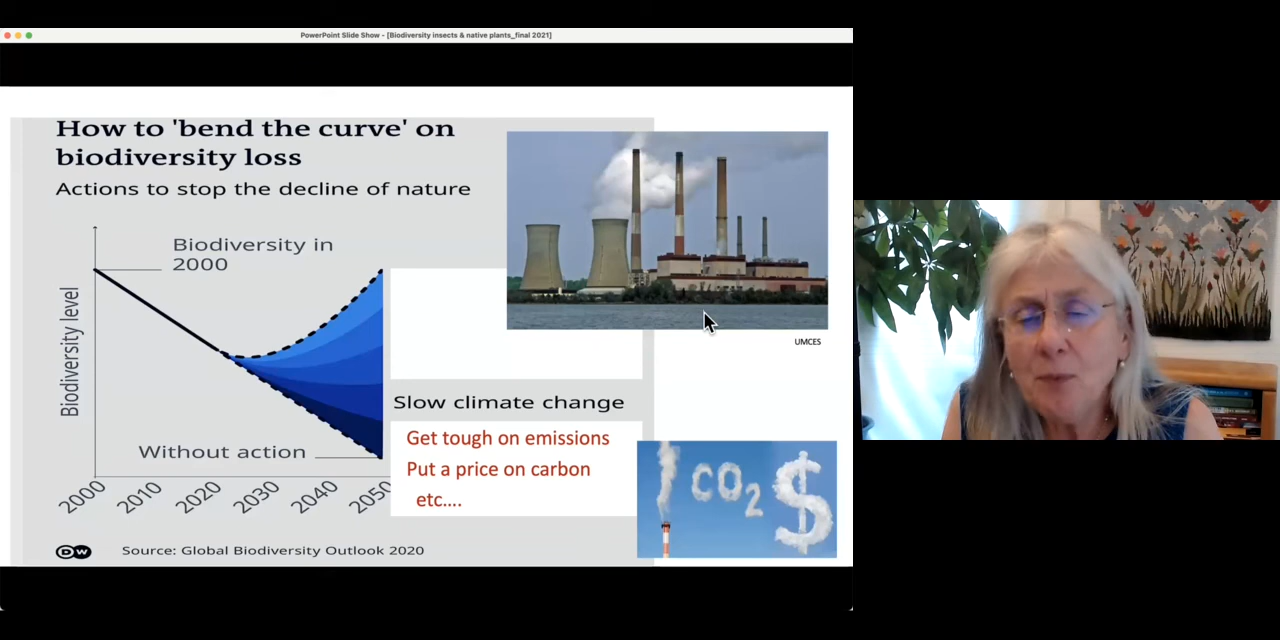 PowerPoint Slide Show - [Biodiversity insects & native plants_final 2021]
How to 'bend the curve' on
biodiversity loss
Actions to stop the decline of nature
Biodiversity in
2000
Biodiversity level
Without action
2000 2010 2020 2030 2040 2050
DW
Source: Global Biodiversity Outlook 2020
UMCES
Slow climate change
Get tough on emissions
Put a price on carbon
etc....
CO2 $